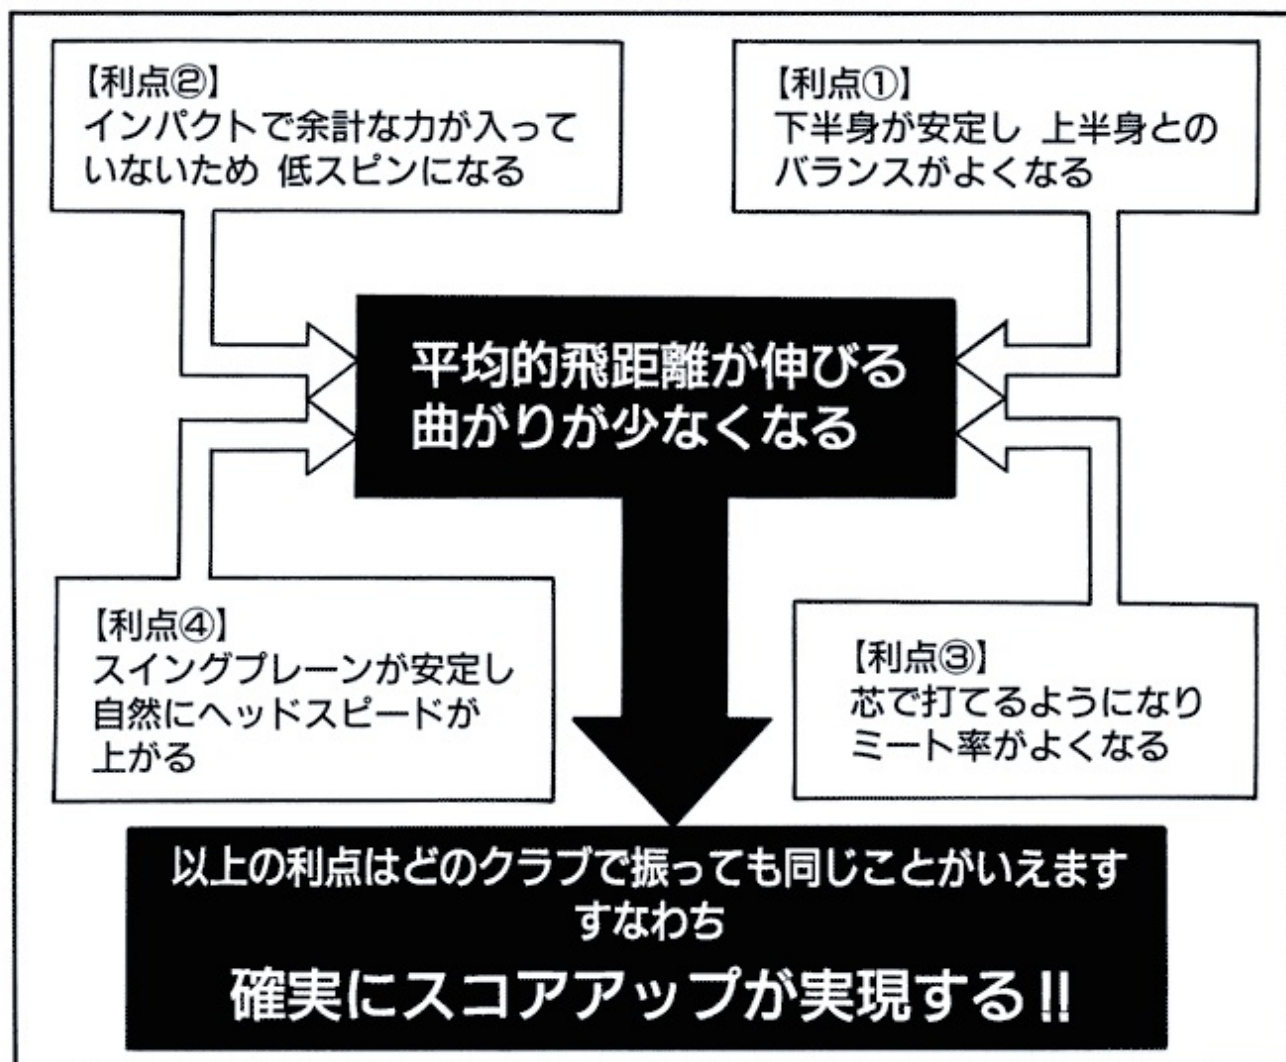 【利点①】
下半身が安定し 上半身との
バランスがよくなる
【利点②】
インパクトで余計な力が入って
いないため 低スピンになる
平均的飛距離が伸びる
曲がりが少なくなる
【利点③】
芯で打てるようになり
ミート率がよくなる
【利点④】
スイングプレーンが安定し
自然にヘッドスピードが
上がる
以上の利点はどのクラブで振っても同じことがいえます
すなわち
確実にスコアアップが実現する!!